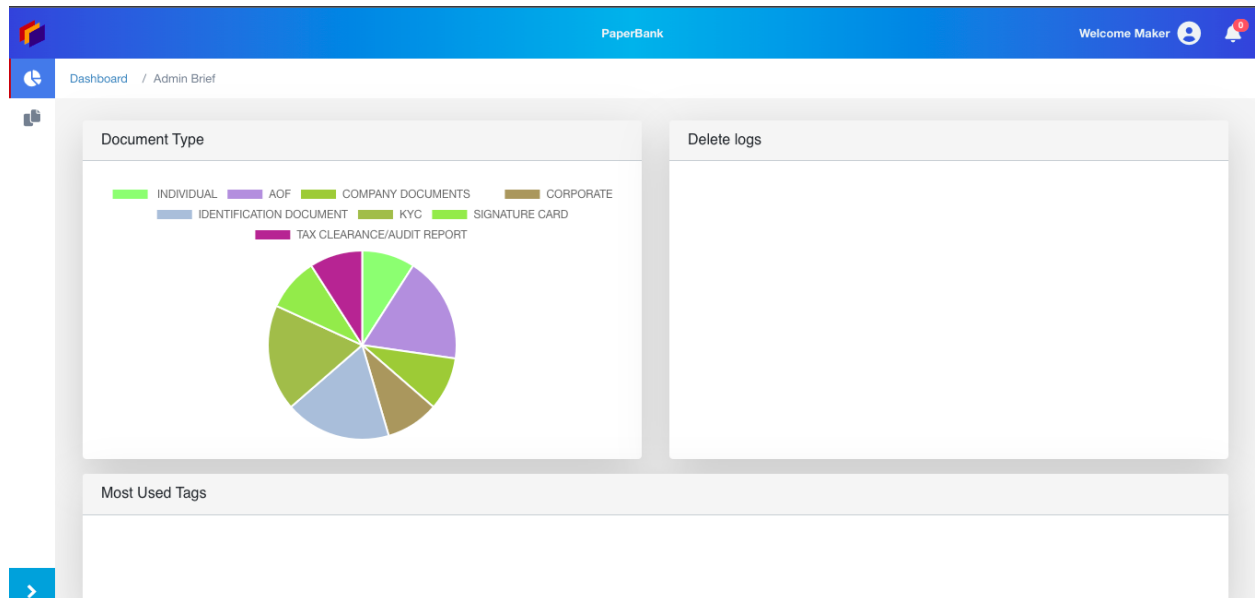 PaperBank
Welcome Maker
0
Dashboard / Admin Brief
Document Type
INDIVIDUAL AOF COMPANY DOCUMENTS CORPORATE
IDENTIFICATION DOCUMENT KYC SIGNATURE CARD
TAX CLEARANCE/AUDIT REPORT
Delete logs
Most Used Tags